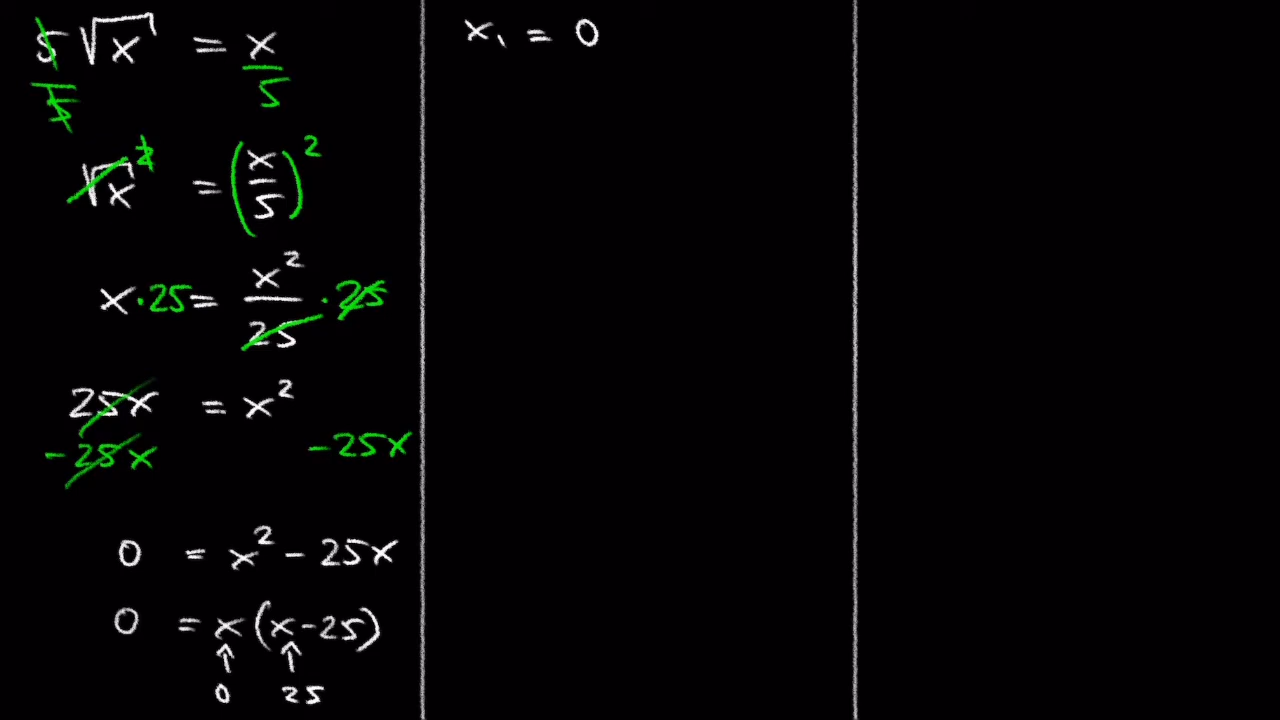 5√x = x/5
5
√x² = (x/5)²
x·25 = x²/25 ·25
25x = x²
-25x -25x
0 = x² - 25x
0 = x(x-25)
↑ ↑
0 25
x₁ = 0